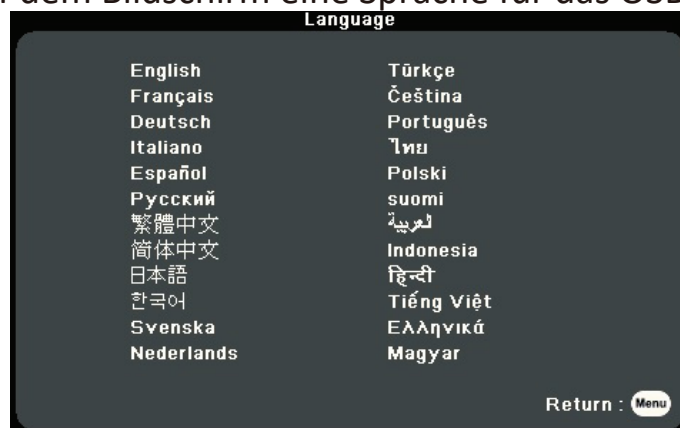 dem Bildschirm eine Sprache für das OSD
Language
English
Français
Deutsch
Italiano
Español
Русский
繁體中文
简体中文
日本語
한국어
Svenska
Nederlands
Türkçe
Čeština
Português
ไทย
Polski
suomi
العربية
Indonesia
हिन्दी
Tiếng Việt
Ελληνικά
Magyar
Return : Menu